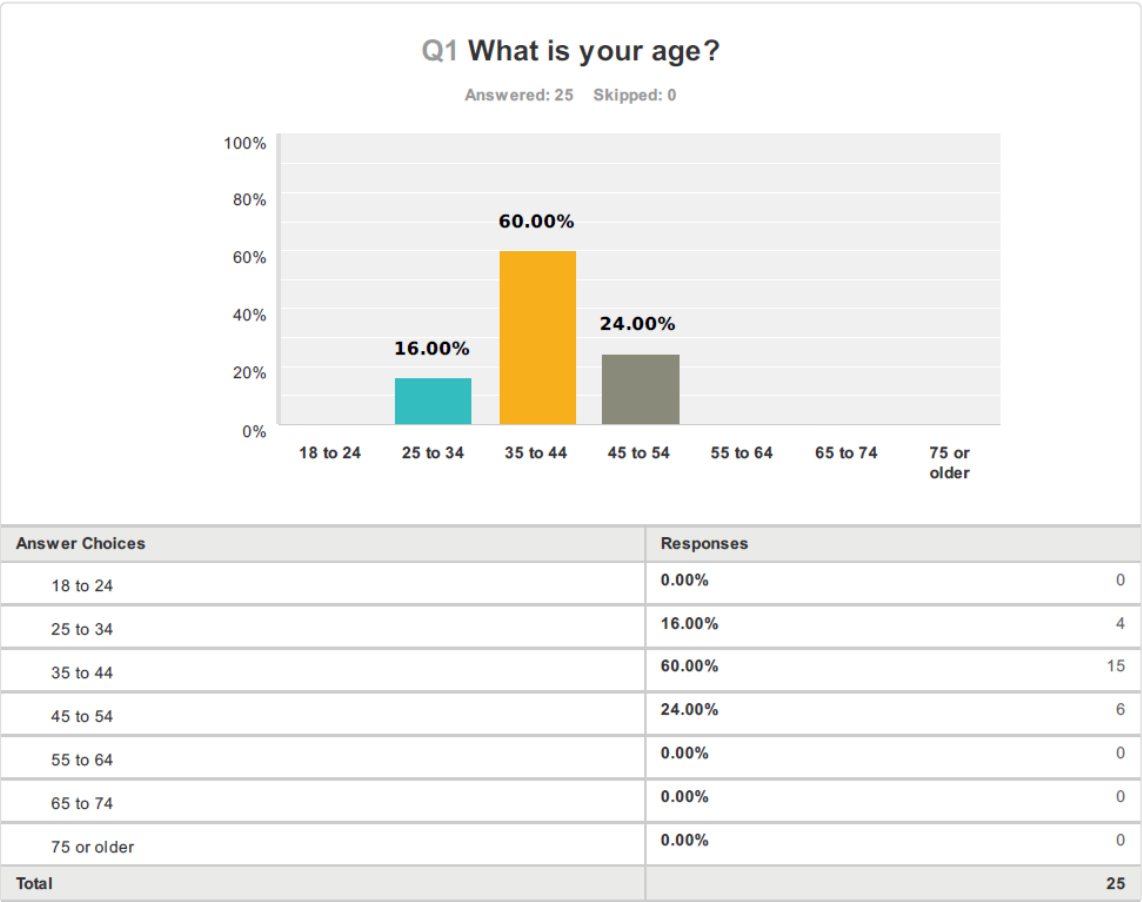 Q1 What is your age?
Answered: 25 Skipped: 0
100%
80%
60%
40%
20%
0%
16.00%
60.00%
24.00%
18 to 24 25 to 34 35 to 44 45 to 54 55 to 64 65 to 74 75 or
older
Answer Choices Responses
18 to 24 0.00% 0
25 to 34 16.00% 4
35 to 44 60.00% 15
45 to 54 24.00% 6
55 to 64 0.00% 0
65 to 74 0.00% 0
75 or older 0.00% 0
Total 25